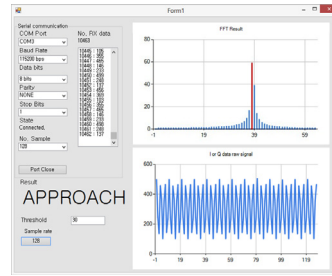 Form1
Serial communication
COM Port
COM3
Baud Rate
115200 bps
Data bits
8 bits
Parity
NONE
Stop Bits
1
State
Connected.
No. Sample
128
Port Close
No. RX data
10463
Result
APPROACH
Threshold
30
Sample rate
128
FFT Result
80
60
40
20
0
-1
19
39
59
I or Q data raw signal
600
400
200
0
-1
19
39
59
79
99
119